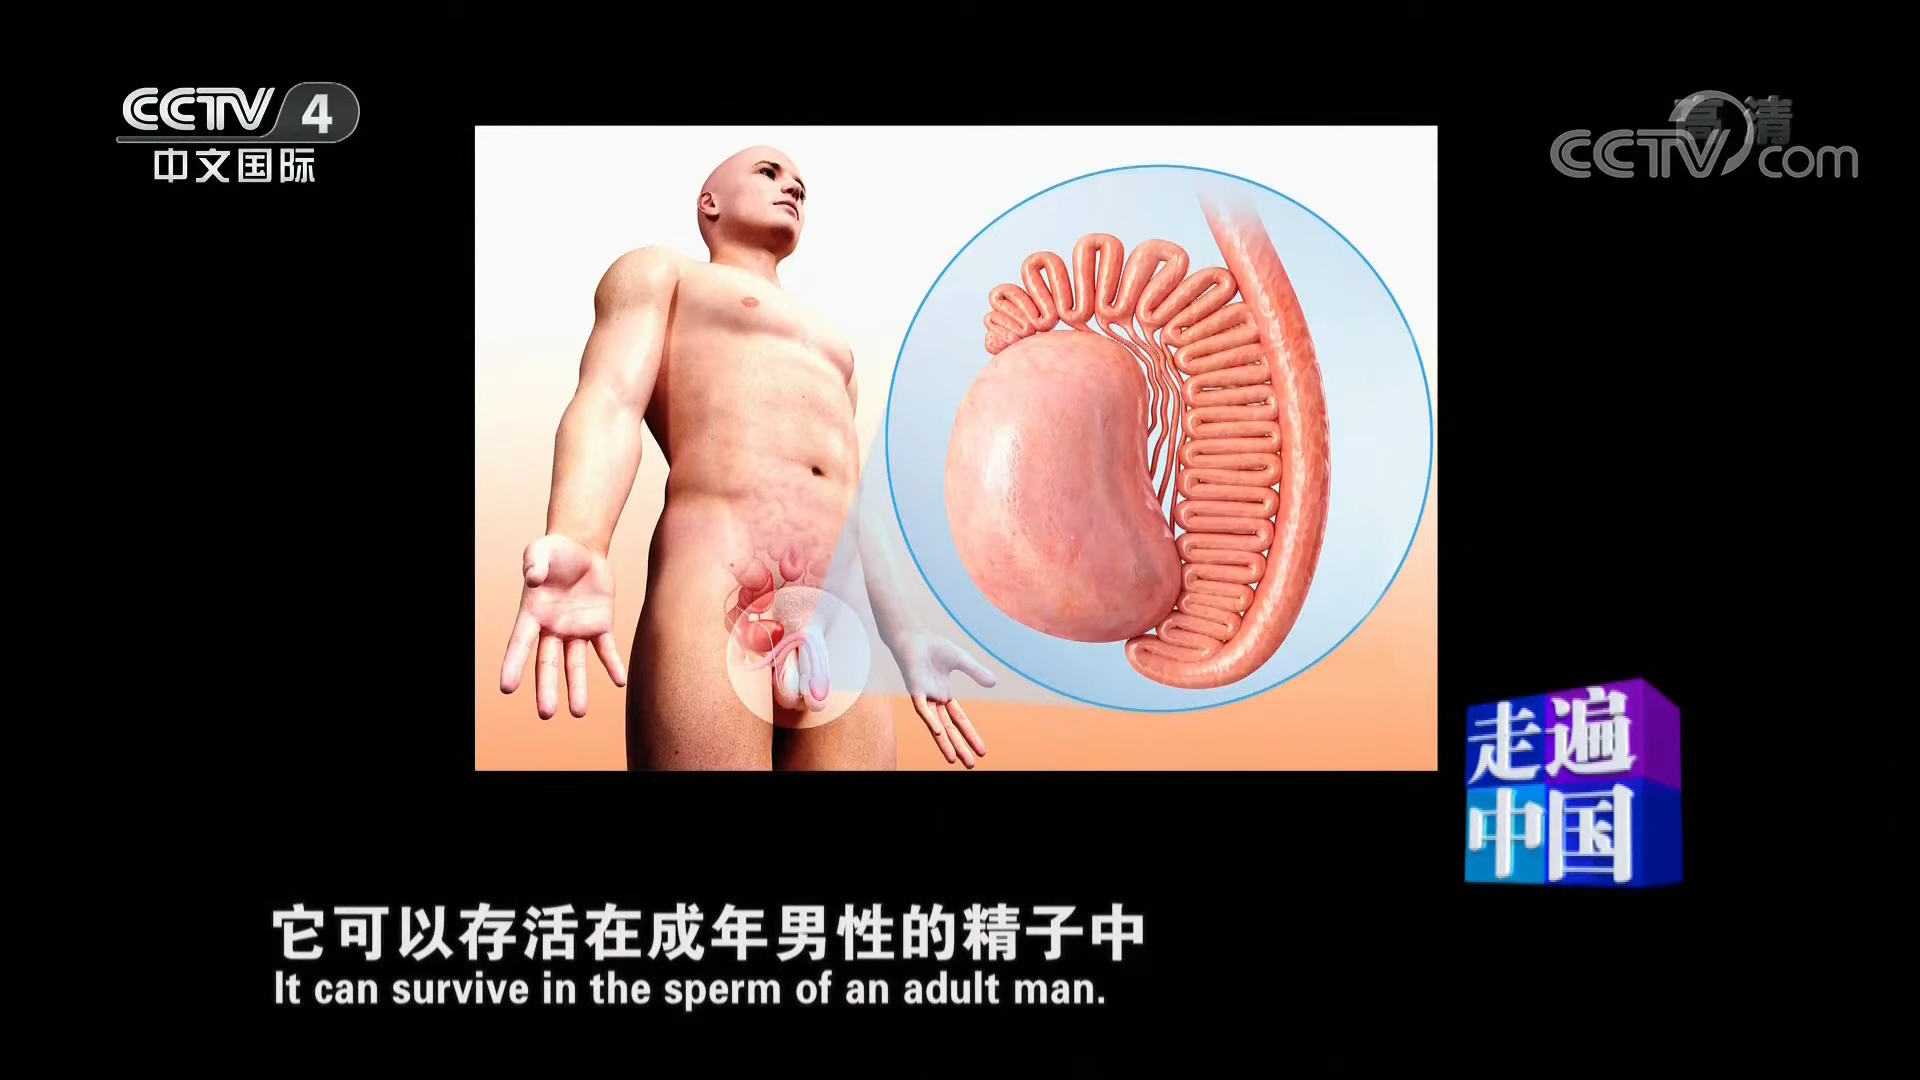 CCTV 4
中文国际
高清
CCTV com
走遍
中国
它可以存活在成年男性的精子中
It can survive in the sperm of an adult man.